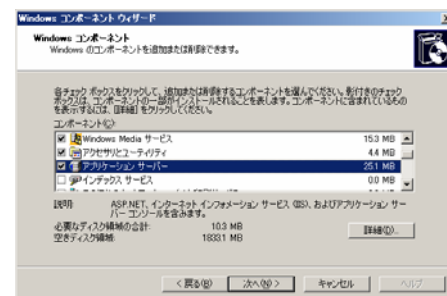 Windows コンポーネント ウィザード
Windows コンポーネント
Windows のコンポーネントを追加または削除できます。
各チェック ボックスをクリックして、追加または削除するコンポーネントを選んでください。影付きのチェック
ボックスは、コンポーネントの一部がインストールされることを表します。コンポーネントに含まれているもの
を表示するには、[詳細] をクリックしてください。
コンポーネント(C):
Windows Media サービス 15.3 MB
アクセサリとユーティリティ 4.4 MB
アプリケーション サーバー 25.1 MB
インデックス サービス 0.0 MB
説明: ASP.NET、インターネット インフォメーション サービス (IIS)、およびアプリケーション サー
バー コンソールを含みます。
必要なディスク領域の合計: 10.3 MB
空きディスク領域: 1833.1 MB
詳細(D)...
< 戻る(B) 次へ(N) > キャンセル ヘルプ